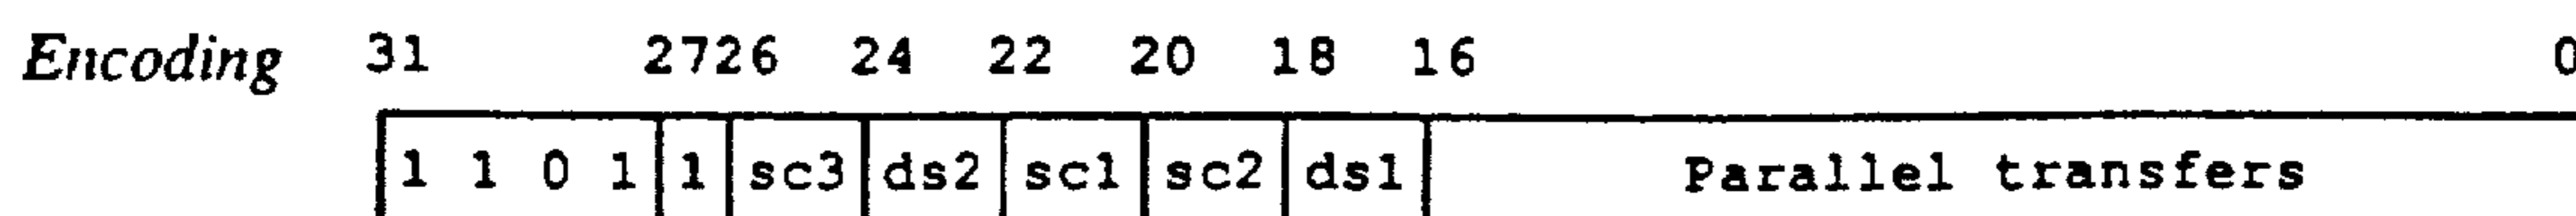 Encoding 31 2726 24 22 20 18 16 0
1 1 0 1 1 sc3 ds2 sc1 sc2 ds1 Parallel transfers